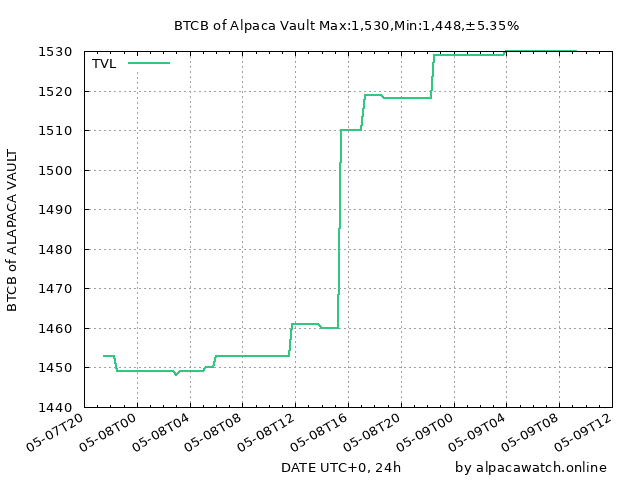 BTCB of Alpaca Vault Max:1,530,Min:1,448,±5.35%
TVL
BTCB of ALAPACA VAULT
1530
1520
1510
1500
1490
1480
1470
1460
1450
1440
05-07T20
05-08T00
05-08T04
05-08T08
05-08T12
05-08T16
05-08T20
05-09T00
05-09T04
05-09T08
05-09T12
DATE UTC+0, 24h
by alpacawatch.online